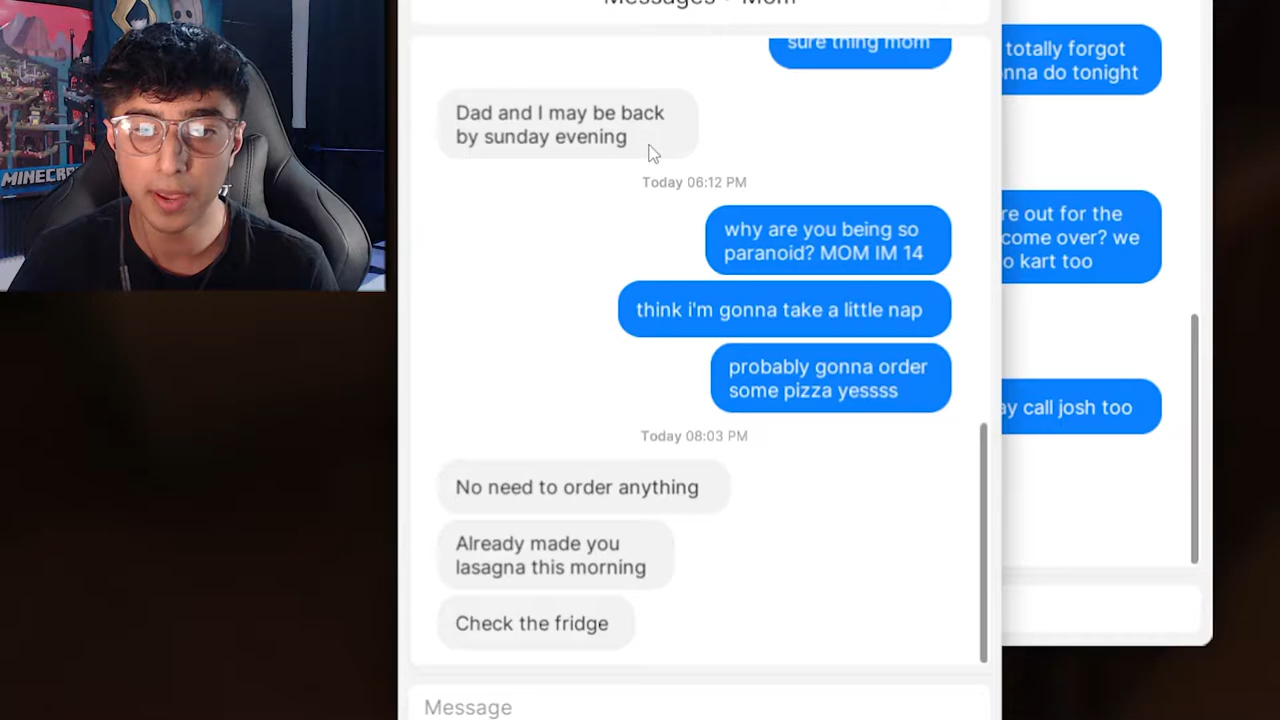 Messages • Mom
sure thing mom
Dad and I may be back
by sunday evening
Today 06:12 PM
why are you being so
paranoid? MOM IM 14
think i'm gonna take a little nap
probably gonna order
some pizza yessss
Today 08:03 PM
No need to order anything
Already made you
lasagna this morning
Check the fridge
Message
totally forgot
nna do tonight
re out for the
come over? we
o kart too
ay call josh too
MINECRAFT